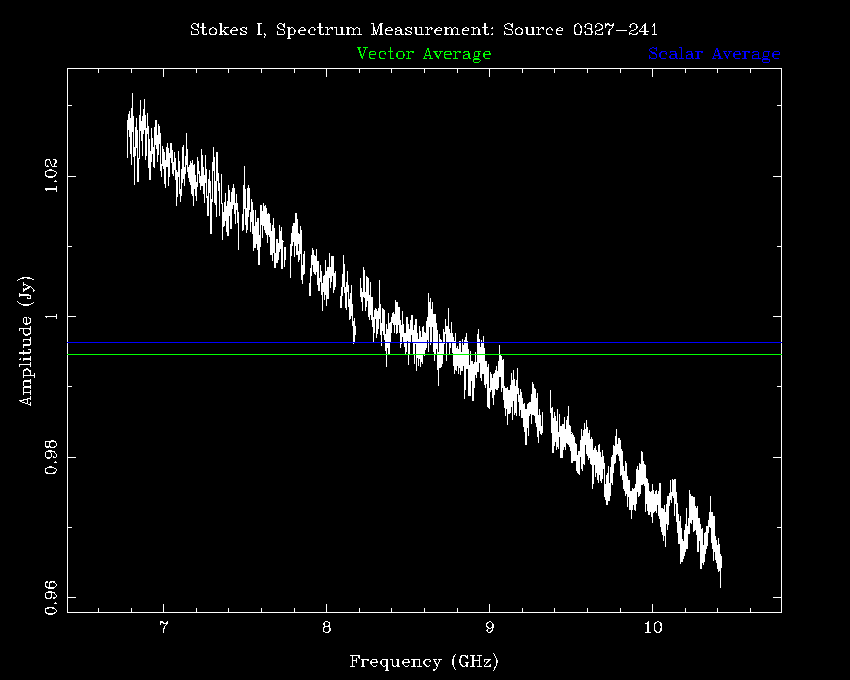 Stokes I, Spectrum Measurement: Source 0327-241
Vector Average
Scalar Average
1.02
1
0.98
0.96
Amplitude (Jy)
7
8
9
10
Frequency (GHz)